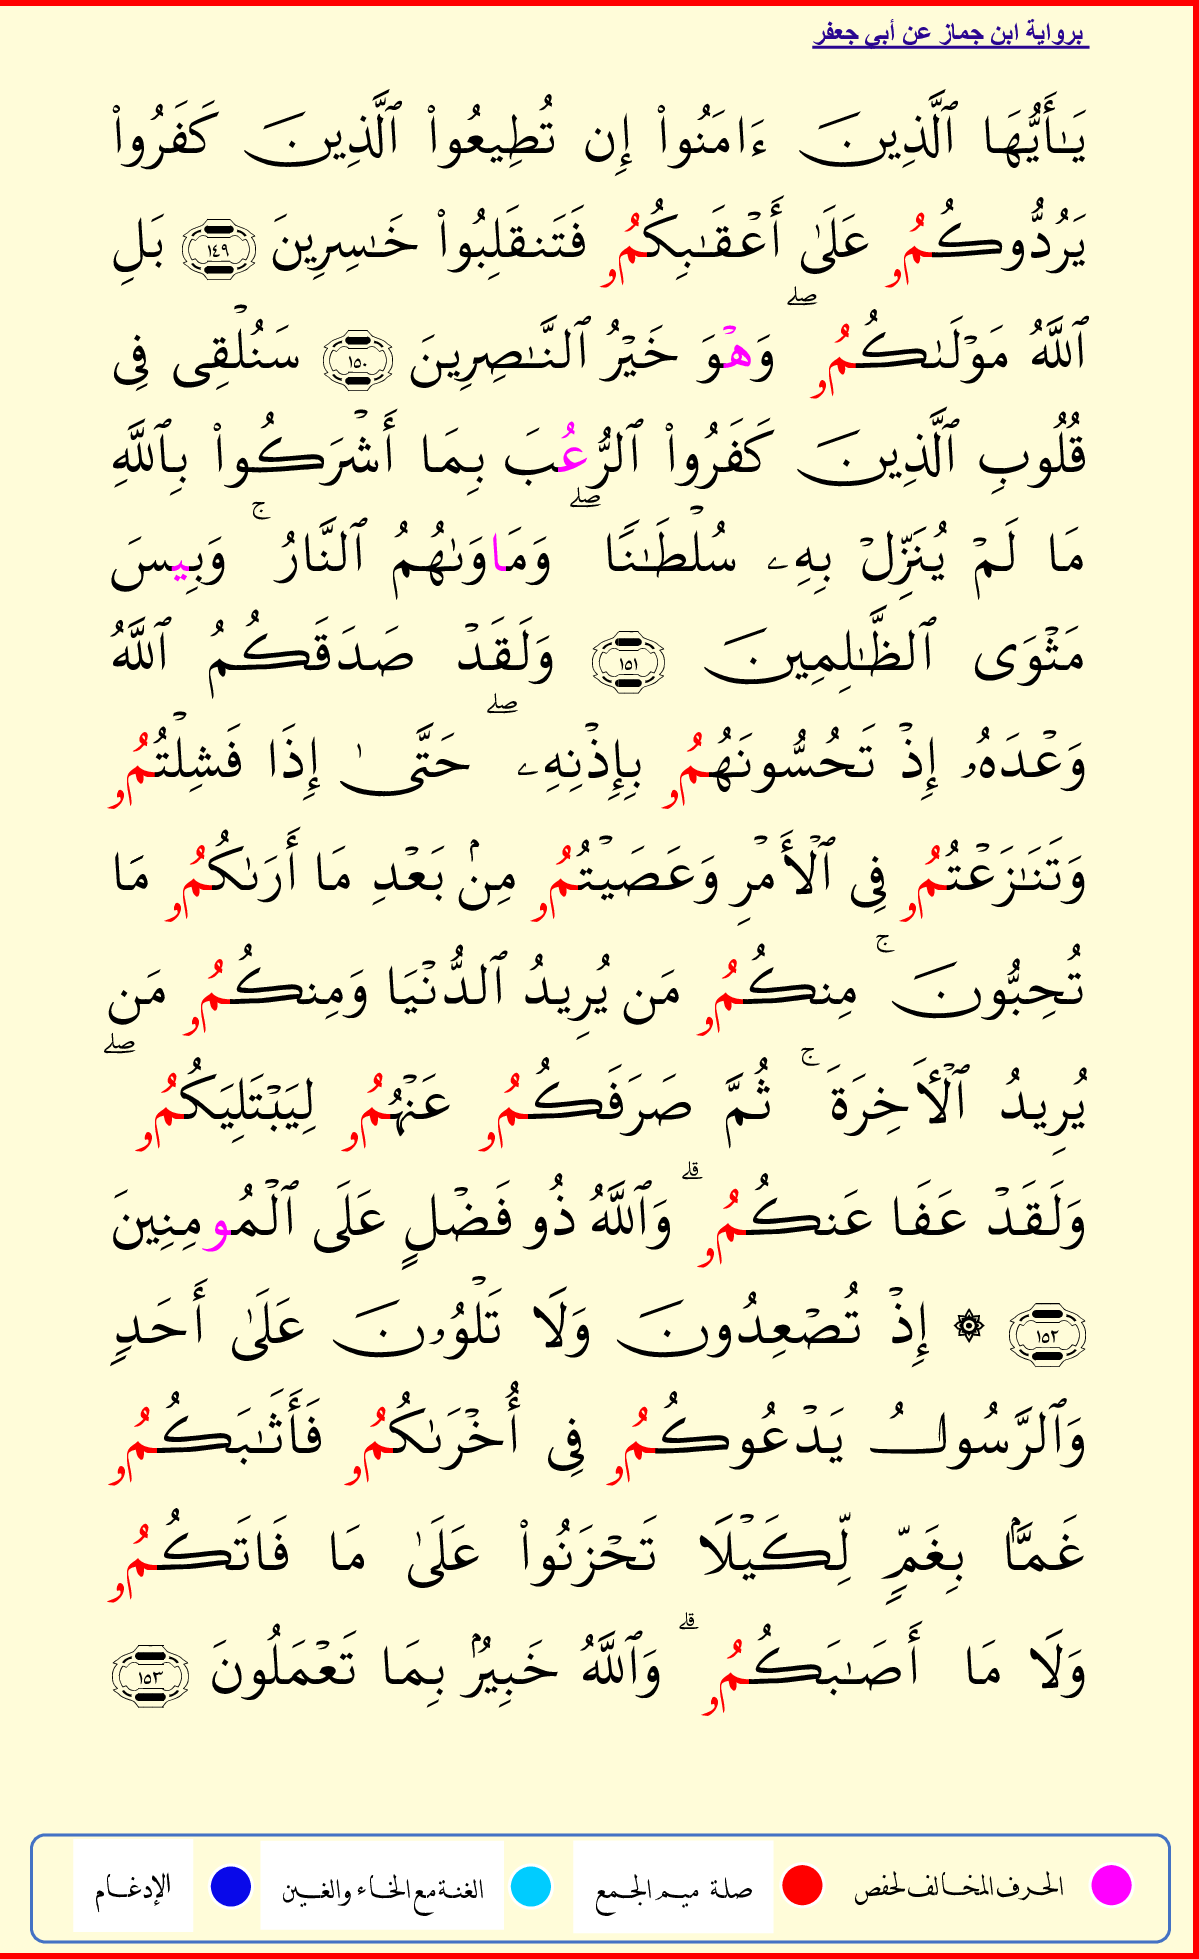 برواية ابن جماز عن أبي جعفر
يَـٰٓأَيُّهَا ٱلَّذِينَ ءَامَنُوا۟ إِن تُطِيعُوا۟ ٱلَّذِينَ كَفَرُوا۟
يَرُدُّوكُمُۥ عَلَىٰ أَعْقَـٰبِكُمُۥ فَتَنقَلِبُوا۟ خَـٰسِرِينَ ١٤٩ بَلِ
ٱللَّهُ مَوْلَىٰكُمُۥ ۖ وَهْوَ خَيْرُ ٱلنَّـٰصِرِينَ ١٥٠ سَنُلْقِى فِى
قُلُوبِ ٱلَّذِينَ كَفَرُوا۟ ٱلرُّعُبَ بِمَا أَشْرَكُوا۟ بِٱللَّهِ
مَا لَمْ يُنَزِّلْ بِهِۦ سُلْطَـٰنًا ۖ وَمَاوَىٰهُمُ ٱلنَّارُ ۚ وَبِيسَ
مَثْوَى ٱلظَّـٰلِمِينَ ١٥١ وَلَقَدْ صَدَقَكُمُ ٱللَّهُ
وَعْدَهُۥ إِذْ تَحُسُّونَهُمُۥ بِإِذْنِهِۦ ۖ حَتَّىٰ إِذَا فَشِلْتُمُۥ
وَتَنَـٰزَعْتُمُۥ فِى ٱلْأَمْرِ وَعَصَيْتُمُۥ مِنۢ بَعْدِ مَا أَرَىٰكُمُۥ مَا
تُحِبُّونَ ۚ مِنكُمُۥ مَن يُرِيدُ ٱلدُّنْيَا وَمِنكُمُۥ مَن
يُرِيدُ ٱلْأَخِرَةَ ۚ ثُمَّ صَرَفَكُمُۥ عَنْهُمُۥ لِيَبْتَلِيَكُمُۥ ۖ
وَلَقَدْ عَفَا عَنكُمُۥ ۗ وَٱللَّهُ ذُو فَضْلٍ عَلَى ٱلْمُومِنِينَ
١٥٢ ۞ إِذْ تُصْعِدُونَ وَلَا تَلْوُۥنَ عَلَىٰ أَحَدٍ
وَٱلرَّسُولُ يَدْعُوكُمُۥ فِى أُخْرَىٰكُمُۥ فَأَثَـٰبَكُمُۥ
غَمًّۢا بِغَمٍّ لِّكَيْلَا تَحْزَنُوا۟ عَلَىٰ مَا فَاتَكُمُۥ
وَلَا مَا أَصَـٰبَكُمُۥ ۗ وَٱللَّهُ خَبِيرٌۢ بِمَا تَعْمَلُونَ ١٥٣
الحرف المخالف لحفص صلة ميم الجمع الغنة مع الخاء والغين الإدغام